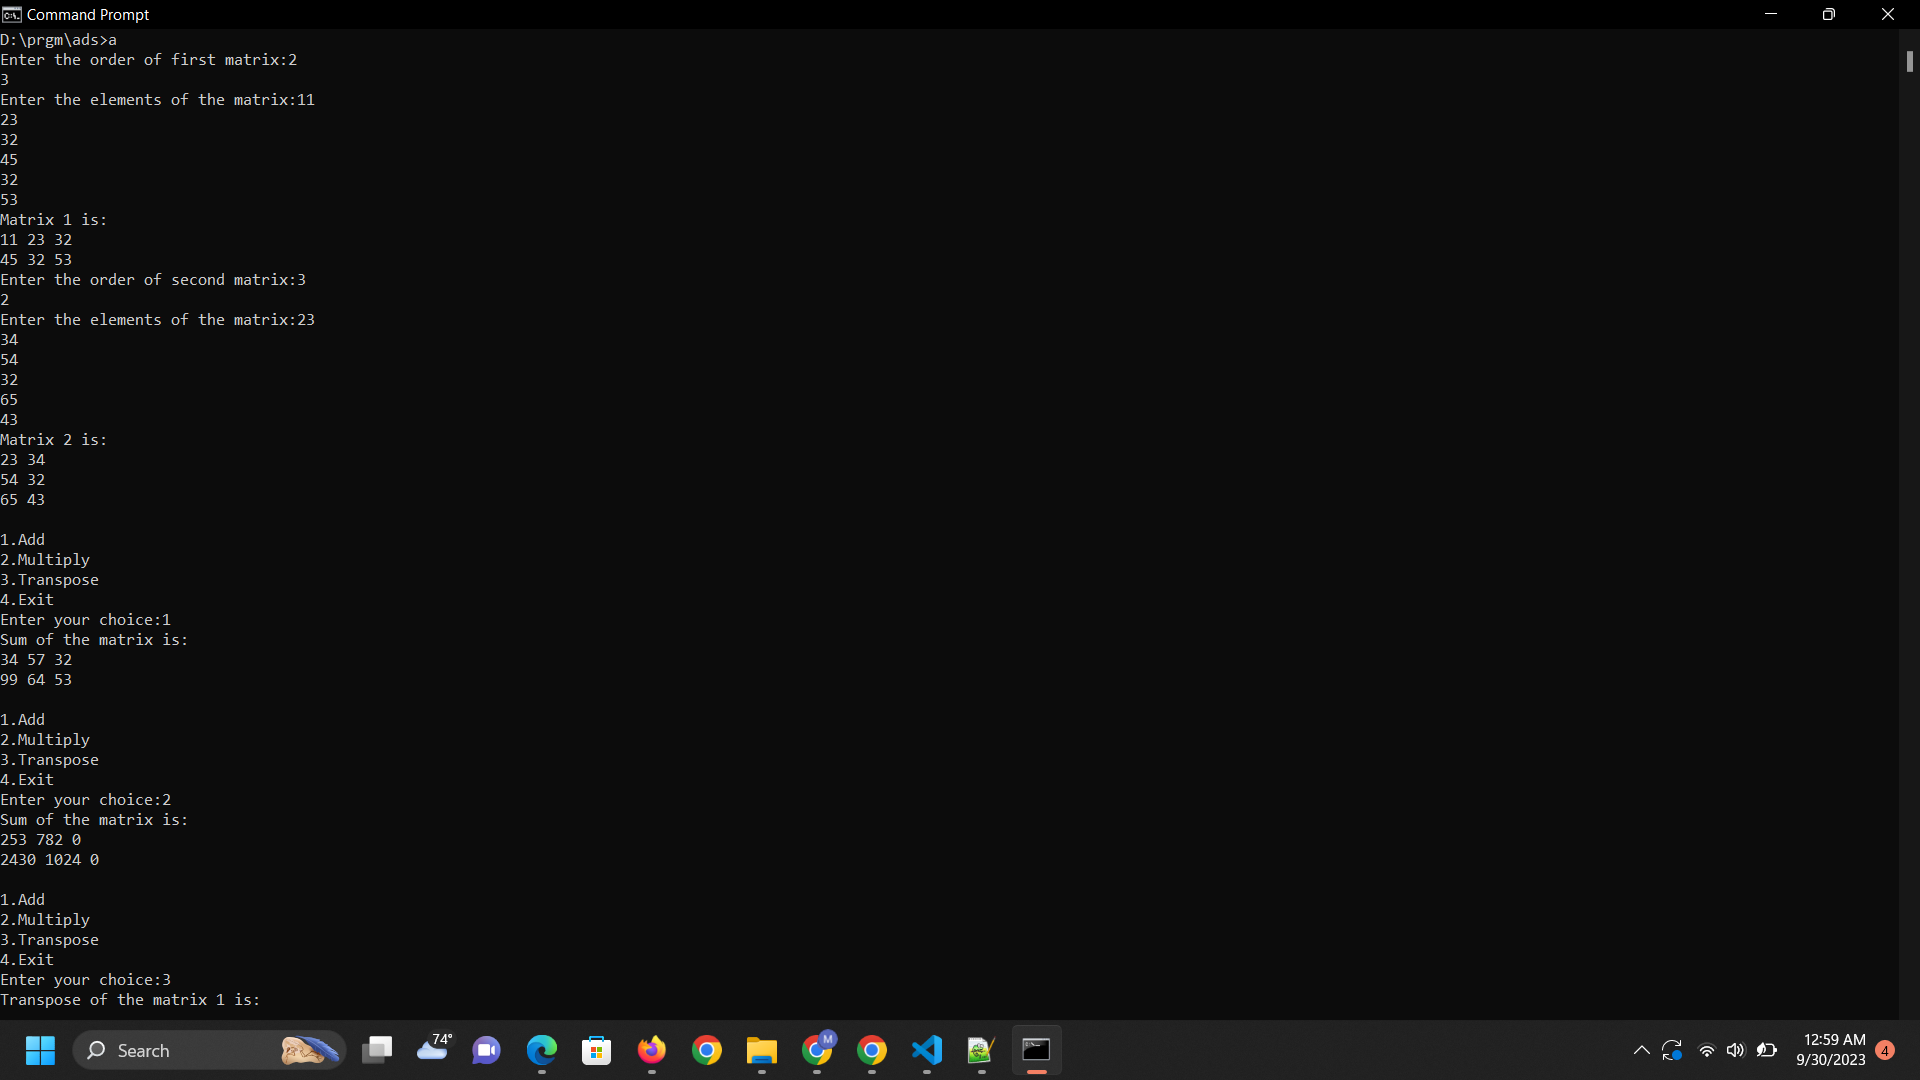 Command Prompt
D:\prgm\ads>a
Enter the order of first matrix:2
3
Enter the elements of the matrix:11
23
32
45
32
53
Matrix 1 is:
11 23 32
45 32 53
Enter the order of second matrix:3
2
Enter the elements of the matrix:23
34
54
32
65
43
Matrix 2 is:
23 34
54 32
65 43
1.Add
2.Multiply
3.Transpose
4.Exit
Enter your choice:1
Sum of the matrix is:
34 57 32
99 64 53
1.Add
2.Multiply
3.Transpose
4.Exit
Enter your choice:2
Sum of the matrix is:
253 782 0
2430 1024 0
1.Add
2.Multiply
3.Transpose
4.Exit
Enter your choice:3
Transpose of the matrix 1 is:
Search
74°
M
12:59 AM
9/30/2023
4